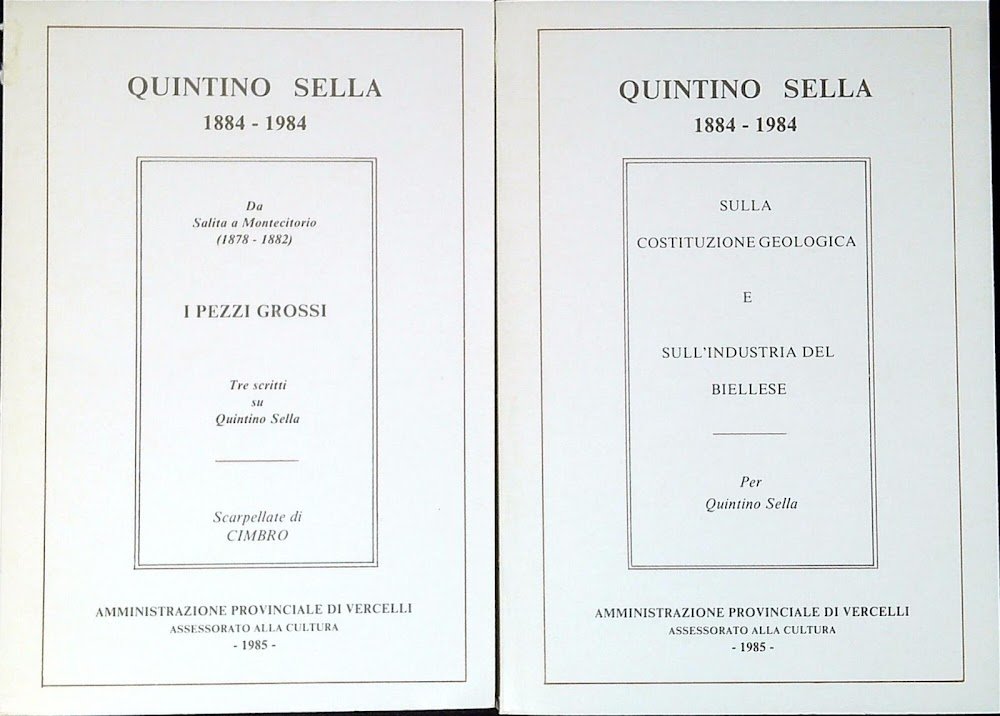 QUINTINO SELLA
1884 - 1984
Da
Salita a Montecitorio
(1878 - 1882)
I PEZZI GROSSI
Tre scritti
su
Quintino Sella
Scarpellate di
CIMBRO
AMMINISTRAZIONE PROVINCIALE DI VERCELLI
ASSESSORATO ALLA CULTURA
- 1985 -
QUINTINO SELLA
1884 - 1984
SULLA
COSTITUZIONE GEOLOGICA
E
SULL'INDUSTRIA DEL
BIELLESE
Per
Quintino Sella
AMMINISTRAZIONE PROVINCIALE DI VERCELLI
ASSESSORATO ALLA CULTURA
- 1985 -